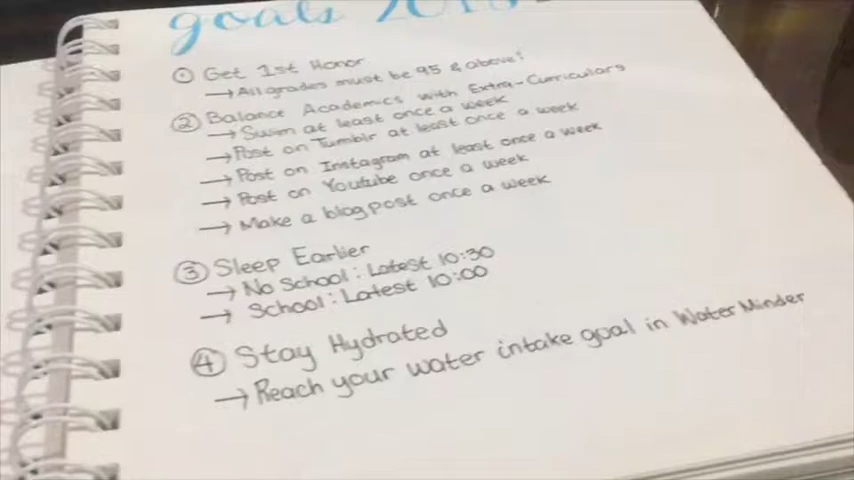 goals
① Get 1st Honor
→ All grades must be 95 & above!
② Balance Academics with Extra-Curriculars
→ Swim at least once a week
→ Post on Tumblr at least once a week
→ Post on Instagram at least once a week
→ Post on Youtube once a week
→ Make a blog post once a week
③ Sleep Earlier
→ No School: Latest 10:30
→ School: Latest 10:00
④ Stay Hydrated
→ Reach your water intake goal in Water Minder